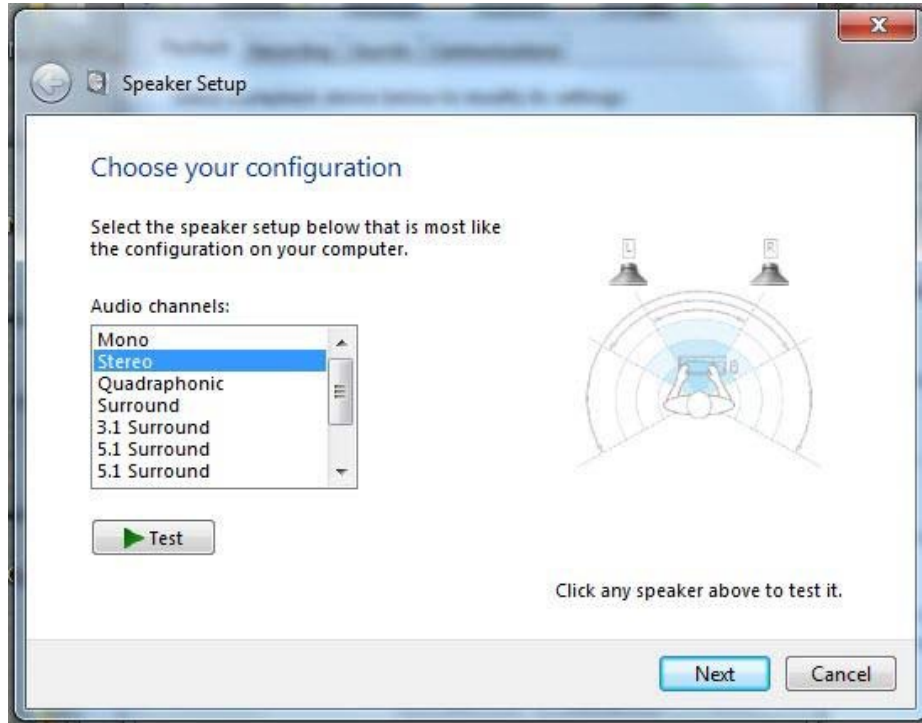 Speaker Setup
Choose your configuration
Select the speaker setup below that is most like
the configuration on your computer.
L
R
Audio channels:
Mono
Stereo
Quadraphonic
Surround
3.1 Surround
5.1 Surround
5.1 Surround
Test
Click any speaker above to test it.
Next
Cancel